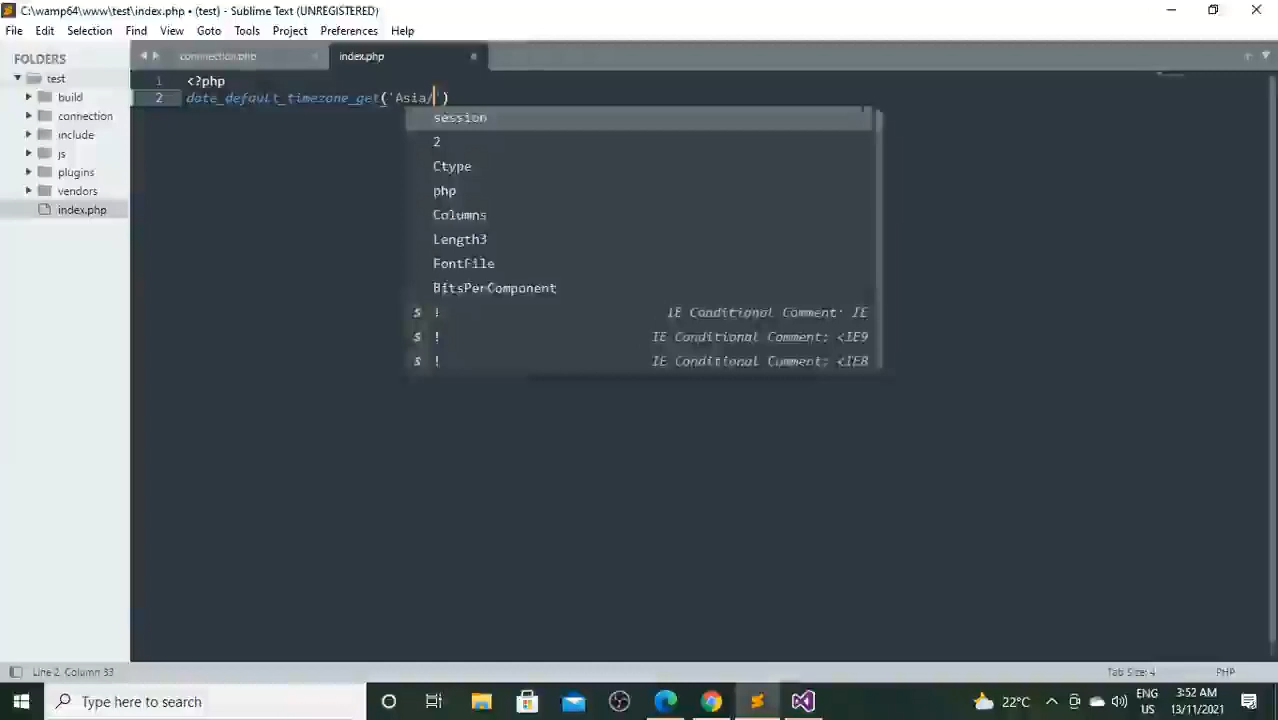 C:\wamp64\www\test\index.php • (test) - Sublime Text (UNREGISTERED)
File Edit Selection Find View Goto Tools Project Preferences Help
FOLDERS
test
build
connection
include
js
plugins
vendors
index.php
connection.php
index.php
1 <?php
2 date_default_timezone_get('Asia/')
session
2
Ctype
php
Columns
Length3
FontFile
BitsPerComponent
s ! IE Conditional Comment: IE
s ! IE Conditional Comment: <IE9
s ! IE Conditional Comment: <IE8
Line 2, Column 33
Tab Size: 4
PHP
Type here to search
22°C
ENG
US
3:52 AM
13/11/2021